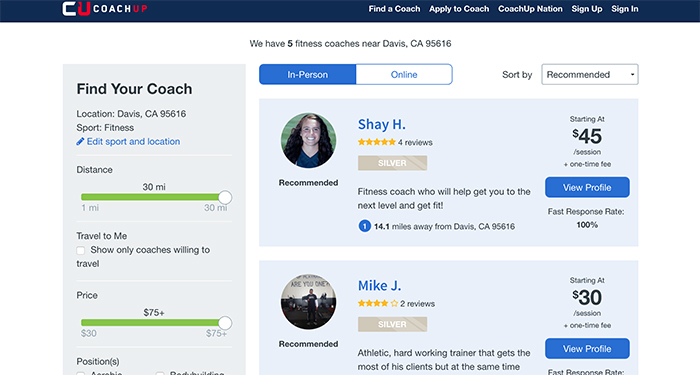 COACHUP
Find a Coach Apply to Coach CoachUp Nation Sign Up Sign In
We have 5 fitness coaches near Davis, CA 95616
Find Your Coach
Location: Davis, CA 95616
Sport: Fitness
Edit sport and location
Distance
30 mi
1 mi 30 mi
Travel to Me
Show only coaches willing to
travel
Price
$75+
$30 $75+
Position(s)
Aerobic Bodybuilding
In-Person Online
Sort by Recommended
Shay H.
4 reviews
SILVER
Recommended
Fitness coach who will help get you to the
next level and get fit!
1 14.1 miles away from Davis, CA 95616
Starting At
$45
/session
+ one-time fee
View Profile
Fast Response Rate:
100%
ARE YOU ONE?
Mike J.
2 reviews
SILVER
Recommended
Athletic, hard working trainer that gets the
most of his clients but at the same time
Starting At
$30
/session
+ one-time fee
View Profile
Fast Response Rate: